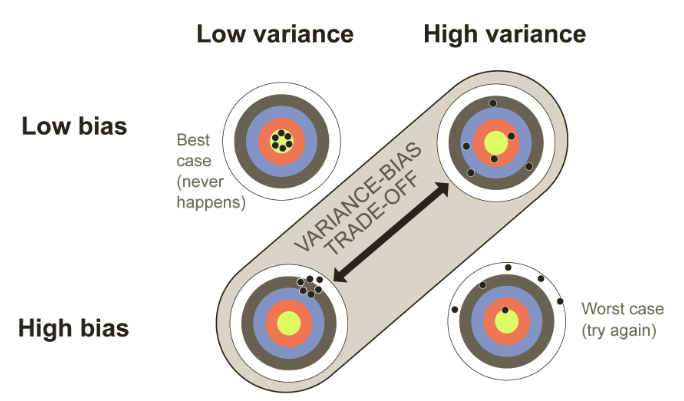 Low variance
High variance
Low bias
Best
case
(never
happens)
VARIANCE-BIAS
TRADE-OFF
High bias
Worst case
(try again)